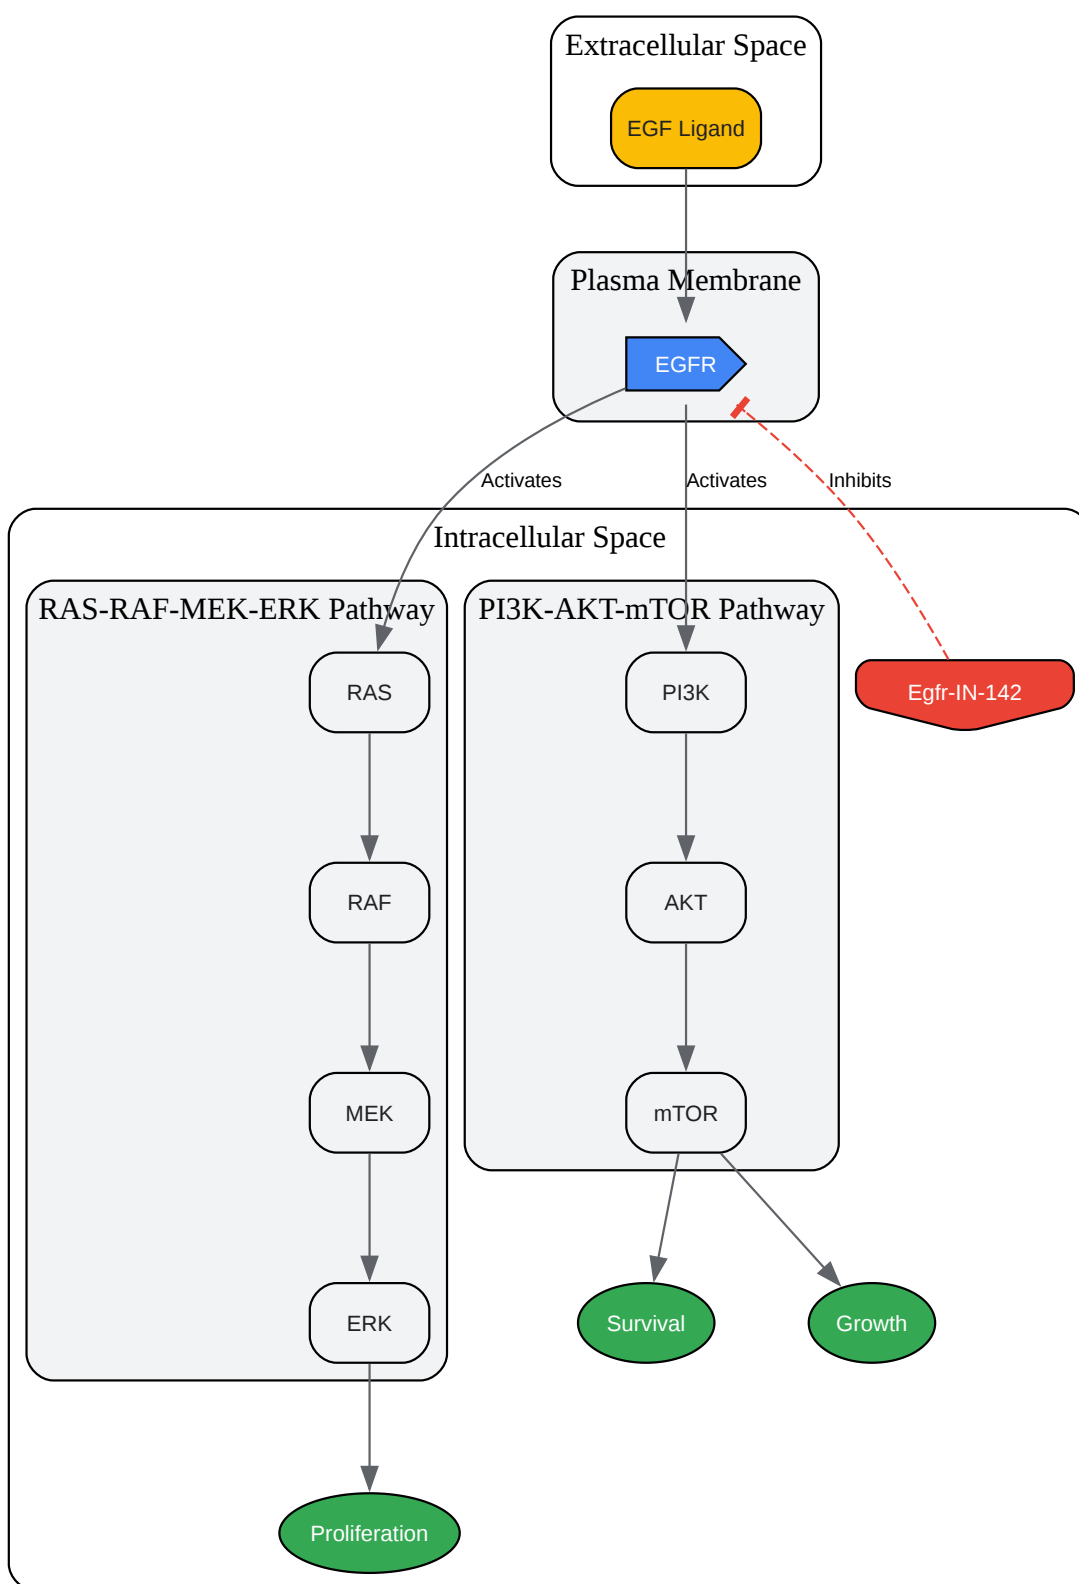 Extracellular Space
EGF Ligand
Plasma Membrane
EGFR
Activates
Activates
Inhibits
Intracellular Space
RAS-RAF-MEK-ERK Pathway
PI3K-AKT-mTOR Pathway
RAS
PI3K
Egfr-IN-142
RAF
AKT
MEK
mTOR
ERK
Survival
Growth
Proliferation